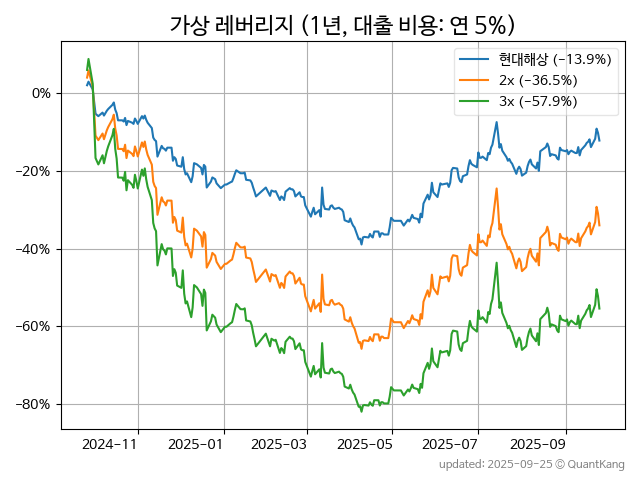 가상 레버리지 (1년, 대출 비용: 연 5%)
현대해상 (−13.9%)
2x (−36.5%)
3x (−57.9%)
0%
−20%
−40%
−60%
−80%
2024−11 2025−01 2025−03 2025−05 2025−07 2025−09
updated: 2025-09-25 © QuantKang